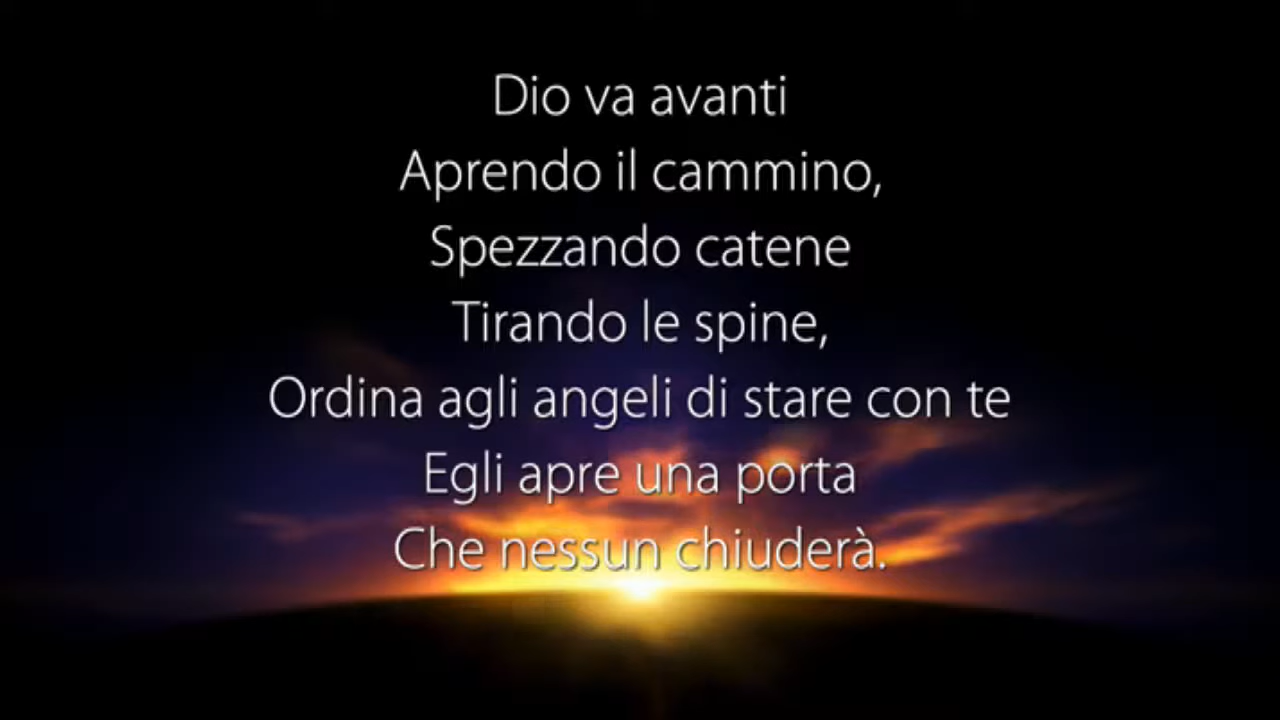 Dio va avanti
Aprendo il cammino,
Spezzando catene
Tirando le spine,
Ordina agli angeli di stare con te
Egli apre una porta
Che nessun chiuderà.